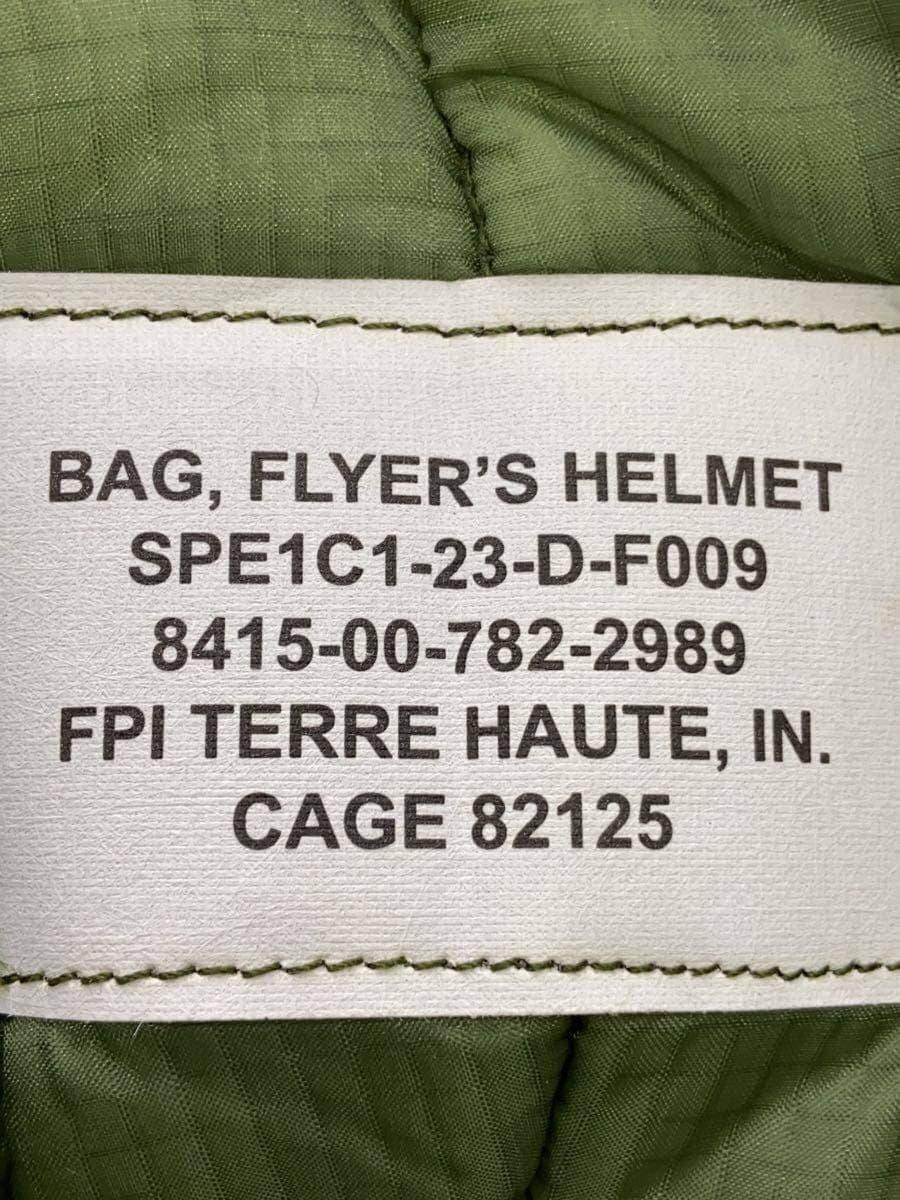 BAG, FLYER’S HELMET
SPE1C1-23-D-F009
8415-00-782-2989
FPI TERRE HAUTE, IN.
CAGE 82125